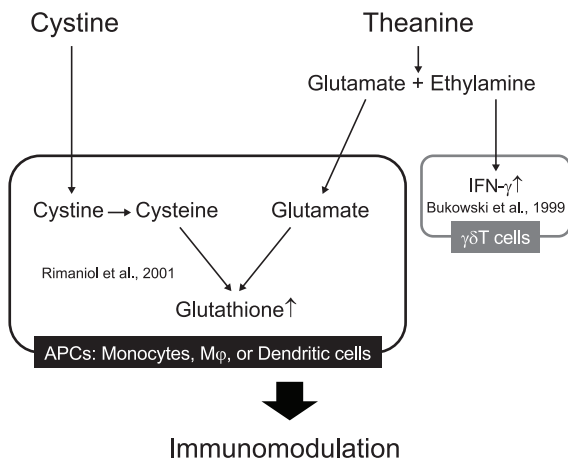 Cystine
Theanine
Glutamate + Ethylamine
IFN-γ↑
Bukowski et al., 1999
γδT cells
Cystine → Cysteine
Glutamate
Rimaniol et al., 2001
Glutathione↑
APCs: Monocytes, Mφ, or Dendritic cells
Immunomodulation